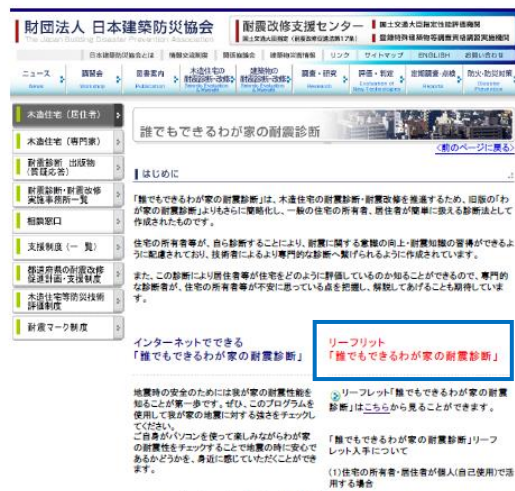 財団法人 日本建築防災協会
The Japan Building Disaster Prevention Association
耐震改修支援センター
国土交通大臣指定性能評価機関
登録特殊建築物等調査資格者講習実施機関
日本建築防災協会とは
情報交流制度
関係協議会
建築物防災情報
リンク
サイトマップ
ENGLISH
お問い合わせ
ニュース
News
講習会
Workshop
図書案内
Publication
木造住宅の
耐震診断・改修
建築物の
耐震診断・改修
調査・研究
Research
評価・判定
定期調査・点検
Reports
防火・防災対策
Disaster Prevention
木造住宅（居住者）
木造住宅（専門家）
耐震診断 出版物
（質疑応答）
耐震診断・耐震改修
実施事務所一覧
相談窓口
支援制度（一 覧）
都道府県の耐震改修
促進計画・支援制度
木造住宅等防災技術
評価制度
耐震マーク制度
誰でもできるわが家の耐震診断
<前のページに戻る>
はじめに
「誰でもできるわが家の耐震診断」は、木造住宅の耐震診断・耐震改修を推進するため、旧版の「わ
が家の耐震診断」よりもさらに簡略化し、一般の住宅の所有者、居住者が簡単に扱える診断法として
作成されたものです。
住宅の所有者等が、自ら診断することにより、耐震に関する意識の向上・耐震知識の習得ができるよ
うに配慮されており、技術者によるより専門的な診断へ繋げられるように作成されています。
また、この診断により居住者等が住宅をどのように評価しているのか知ることができるので、専門的
な診断者が、住宅の所有者等が不安に思っている点を把握し、解説してあげることも期待していま
す。
インターネットでできる
「誰でもできるわが家の耐震診断」
地震時の安全のためには我が家の耐震性能を
知ることが第一歩です。ぜひ、このプログラムを
使用して我が家の地震に対する強さをチェックし
てください。
ご自身がパソコンを使って楽しみながらわが家
の耐震性をチェックすることで地震の時に安心で
あるかどうかを、身近に感じていただくことができ
ます。
リーフリット
「誰でもできるわが家の耐震診断」
リーフレット「誰でもできるわが家の耐震
診断」はこちらから見ることができます。
「誰でもできるわが家の耐震診断」リーフ
レット入手について
(1)住宅の所有者・居住者が個人(自己使用)で活
用する場合